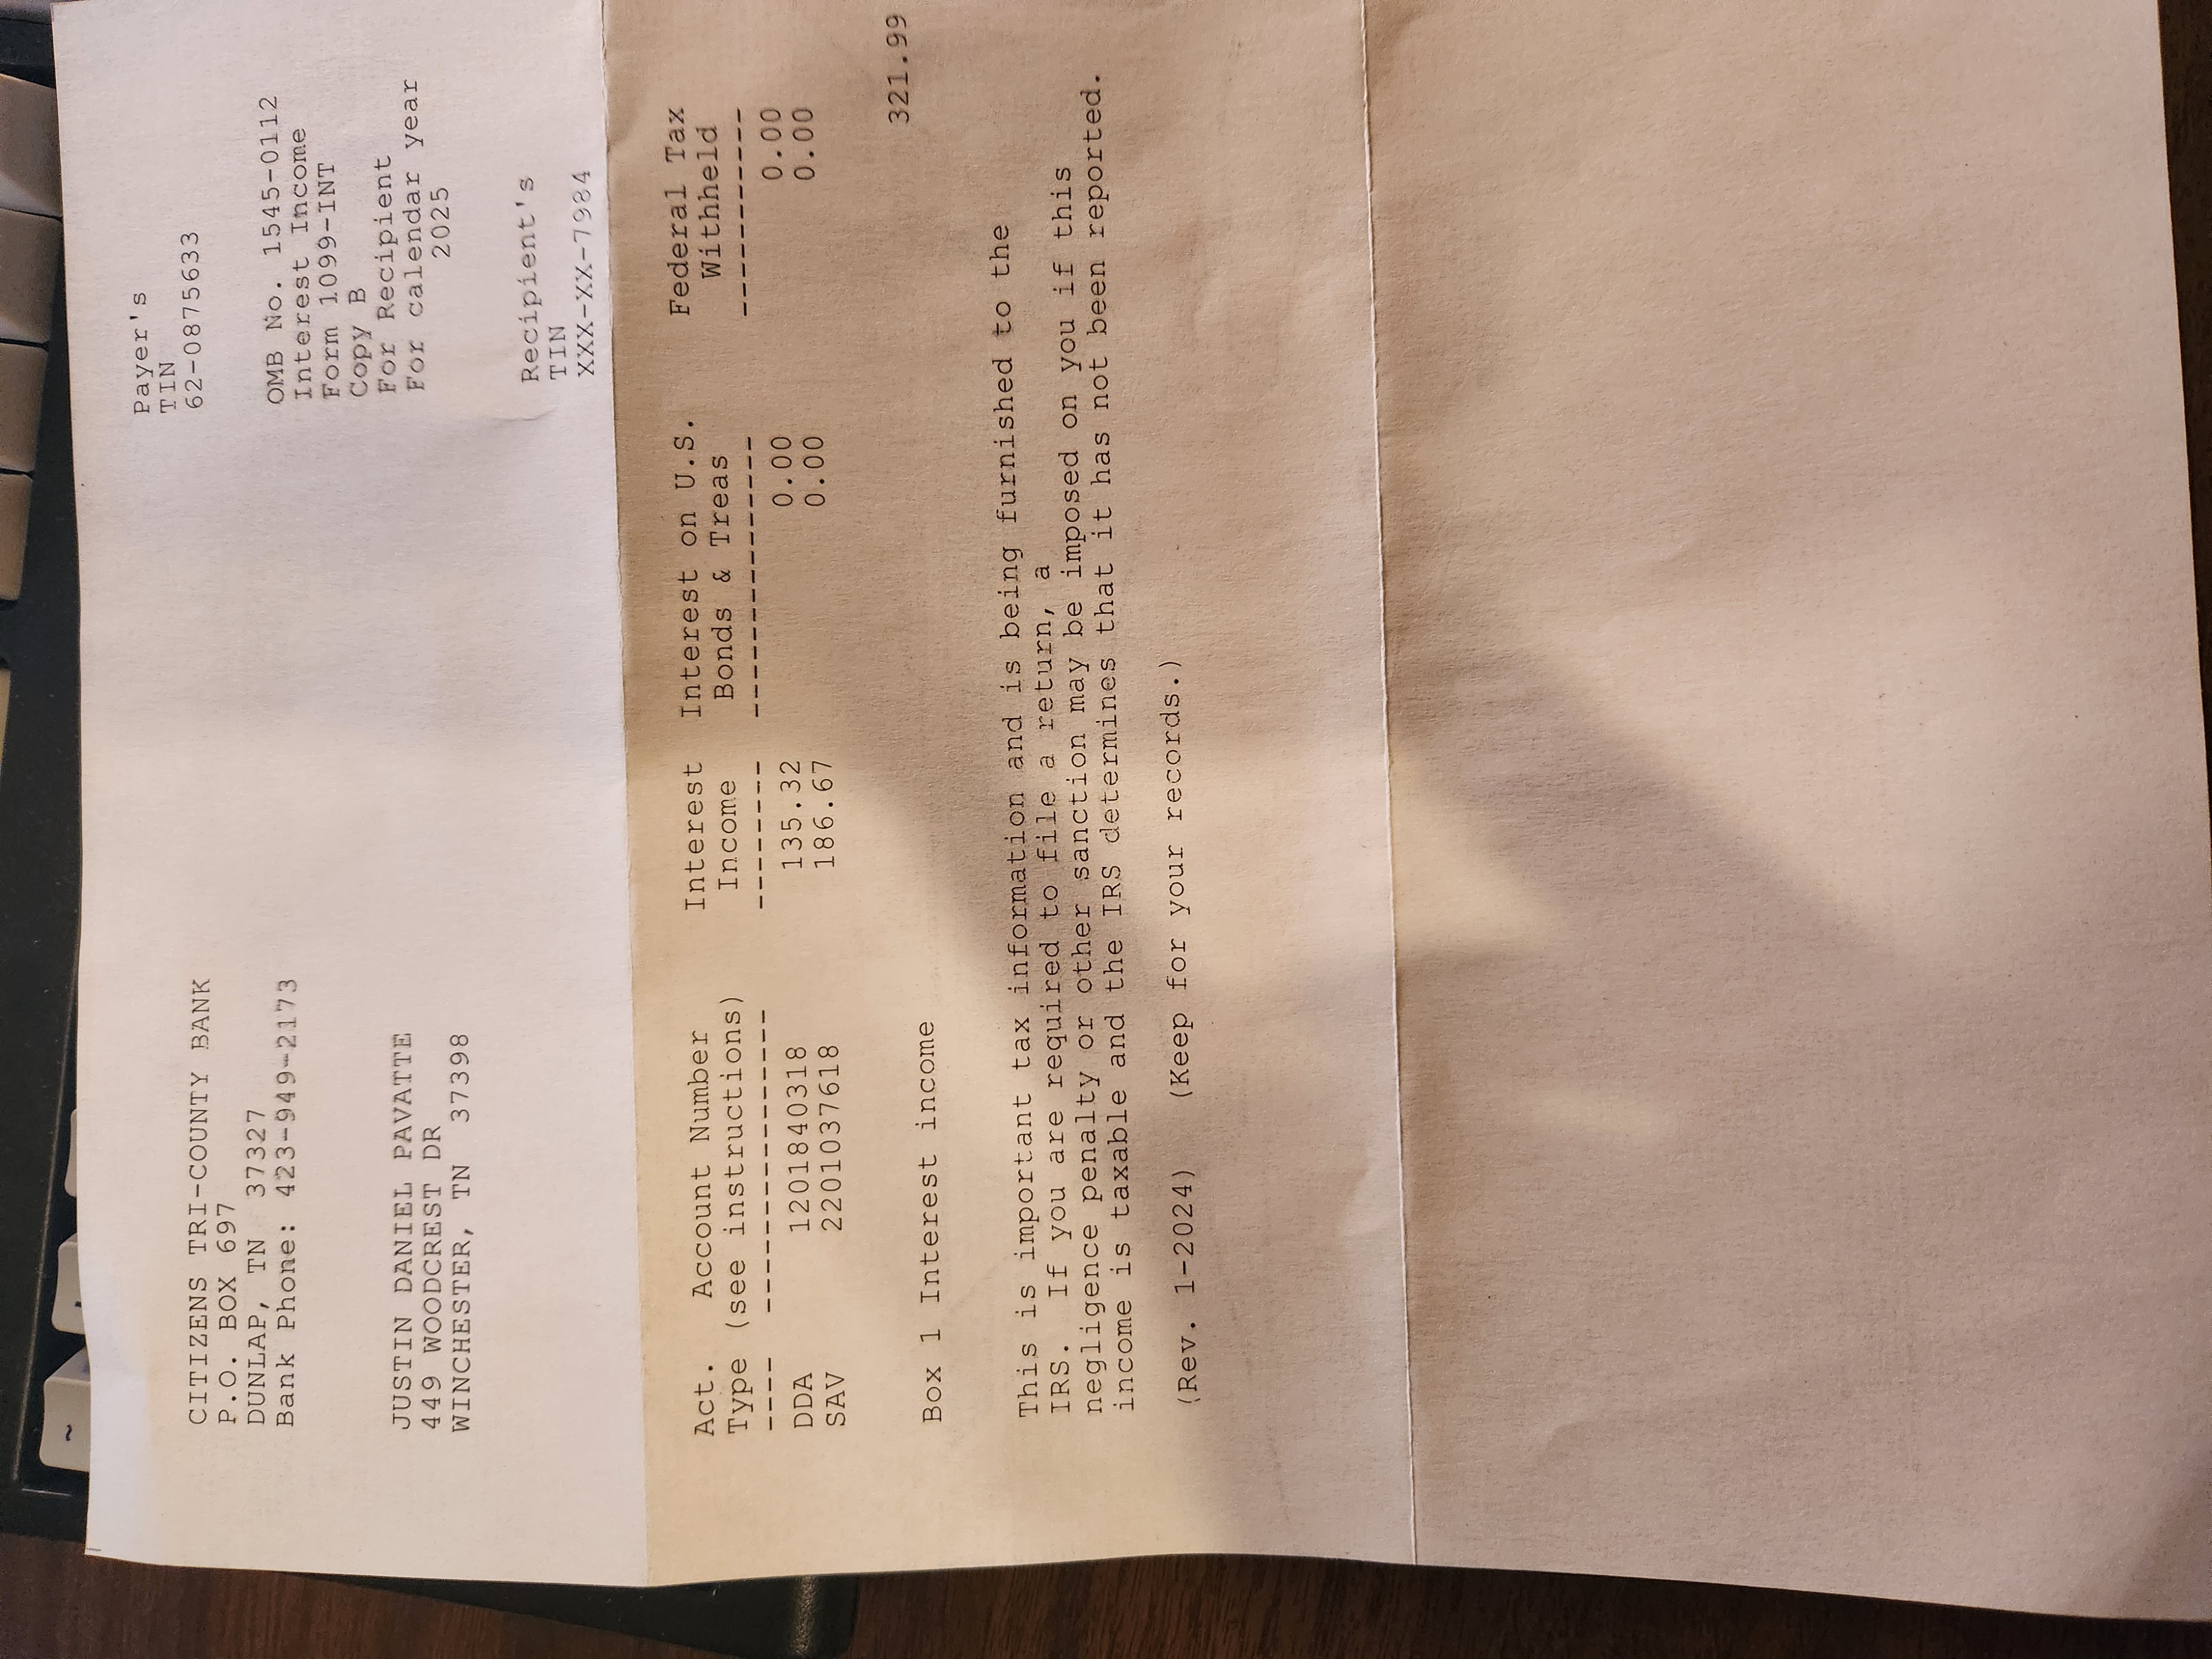 Payer's
TIN
CITIZENS TRI-COUNTY BANK 62-0875633
P.O. BOX 697
DUNLAP, TN 37327
Bank Phone: 423-949-2173
OMB No. 1545-0112
Interest Income
Form 1099-INT
Copy B
For Recipient
For calendar year
2025
JUSTIN DANIEL PAVATTE
449 WOODCREST DR
WINCHESTER, TN 37398
Recipient's
TIN
XXX-XX-7984
Act. Account Number Interest Interest on U.S. Federal Tax
Type (see instructions) Income Bonds & Treas Withheld
---- ------------------ -------- ----------------- -------------
DDA 1201840318 135.32 0.00 0.00
SAV 2201037618 186.67 0.00 0.00
Box 1 Interest income 321.99
This is important tax information and is being furnished to the
IRS. If you are required to file a return, a
negligence penalty or other sanction may be imposed on you if this
income is taxable and the IRS determines that it has not been reported.
(Rev. 1-2024) (Keep for your records.)
~